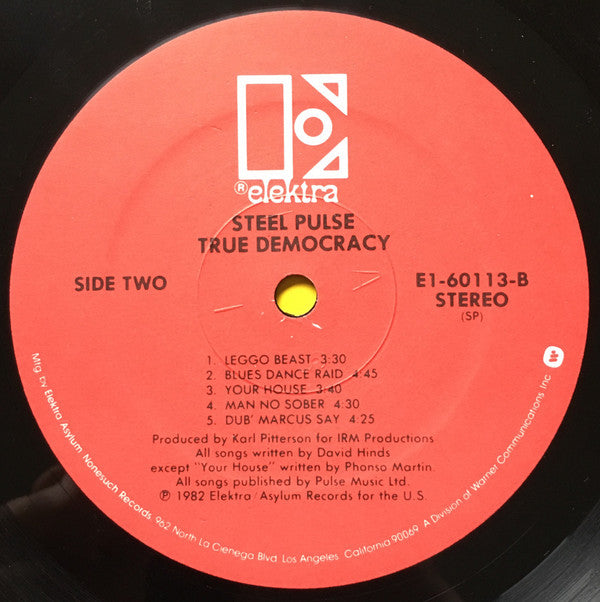 ® elektra
STEEL PULSE
TRUE DEMOCRACY
SIDE TWO
E1-60113-B
STEREO
(SP)
1. LEGGO BEAST 3:30
2. BLUES DANCE RAID 4:45
3. YOUR HOUSE 3:40
4. MAN NO SOBER 4:30
5. DUB' MARCUS SAY 4:25
Produced by Karl Pitterson for IRM Productions
All songs written by David Hinds
except "Your House" written by Phonso Martin.
All songs published by Pulse Music Ltd.
℗ 1982 Elektra/Asylum Records for the U.S.
Mfg by Elektra Asylum Nonesuch Records, 962 North La Cienega Blvd, Los Angeles, California 90069 A Division of Warner Communications Inc